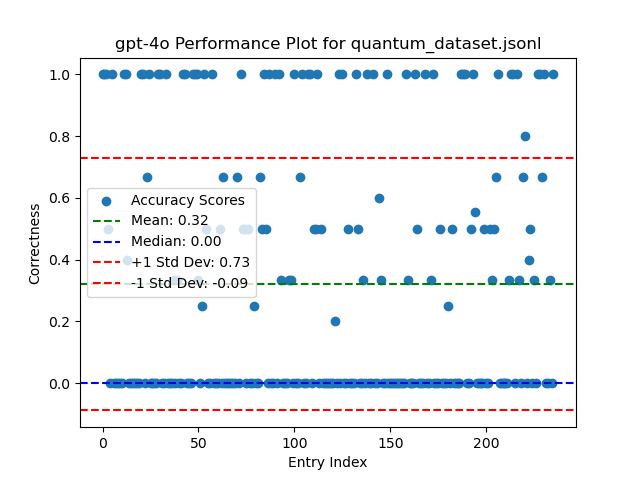 gpt-4o Performance Plot for quantum_dataset.jsonl
1.0
0.8
0.6
0.4
0.2
0.0
Correctness
Accuracy Scores
Mean: 0.32
Median: 0.00
+1 Std Dev: 0.73
-1 Std Dev: -0.09
0
50
100
150
200
Entry Index